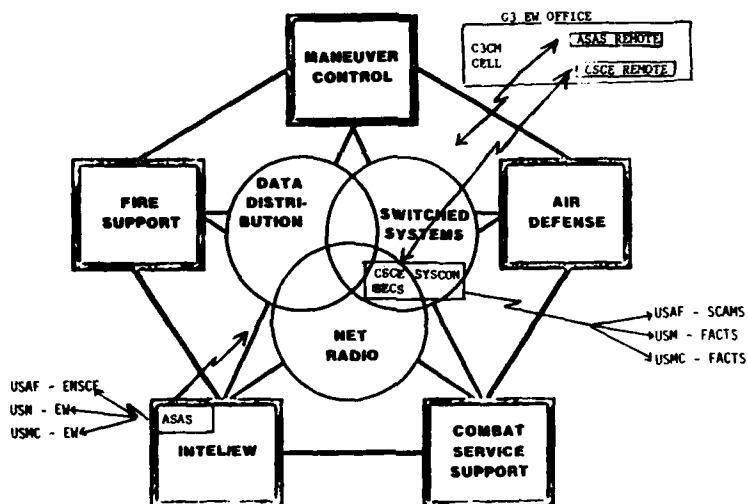 G3 EW OFFICE
C3CM
CELL
ASAS REMOTE
CSCE REMOTE
MANEUVER
CONTROL
FIRE
SUPPORT
DATA
DISTRI-
BUTION
SWITCHED
SYSTEMS
AIR
DEFENSE
CSCE SYSCON
BECS
NET
RADIO
USAF - SCAMS
USM - FACTS
USMC - FACTS
USAF - ENSCE
USN - EW
USMC - EW
ASAS
INTEL/EW
COMBAT
SERVICE
SUPPORT